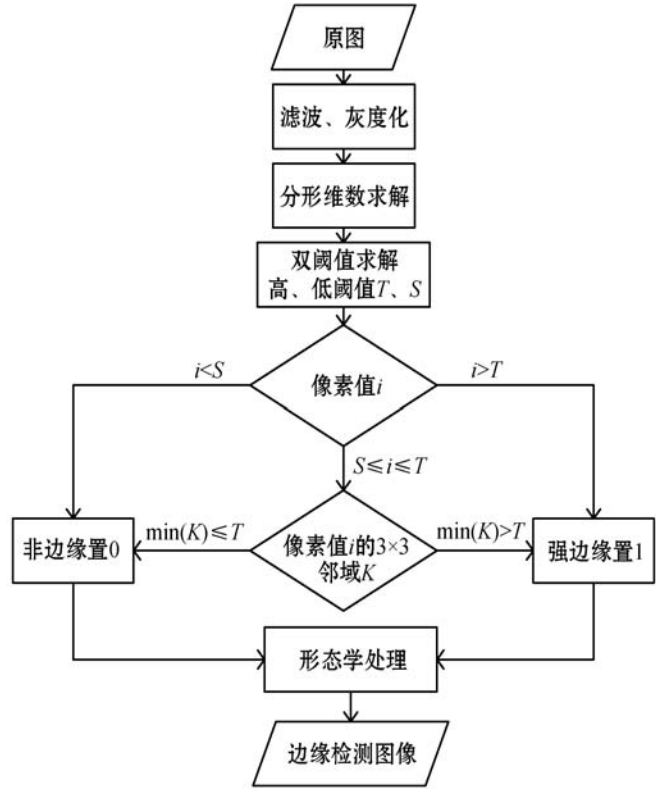 原图
滤波、灰度化
分形维数求解
双阈值求解
高、低阈值T、S
i<S
像素值i
i>T
S≤i≤T
非边缘置0
min(K)≤T
像素值i的3×3
邻域K
min(K)>T
强边缘置1
形态学处理
边缘检测图像